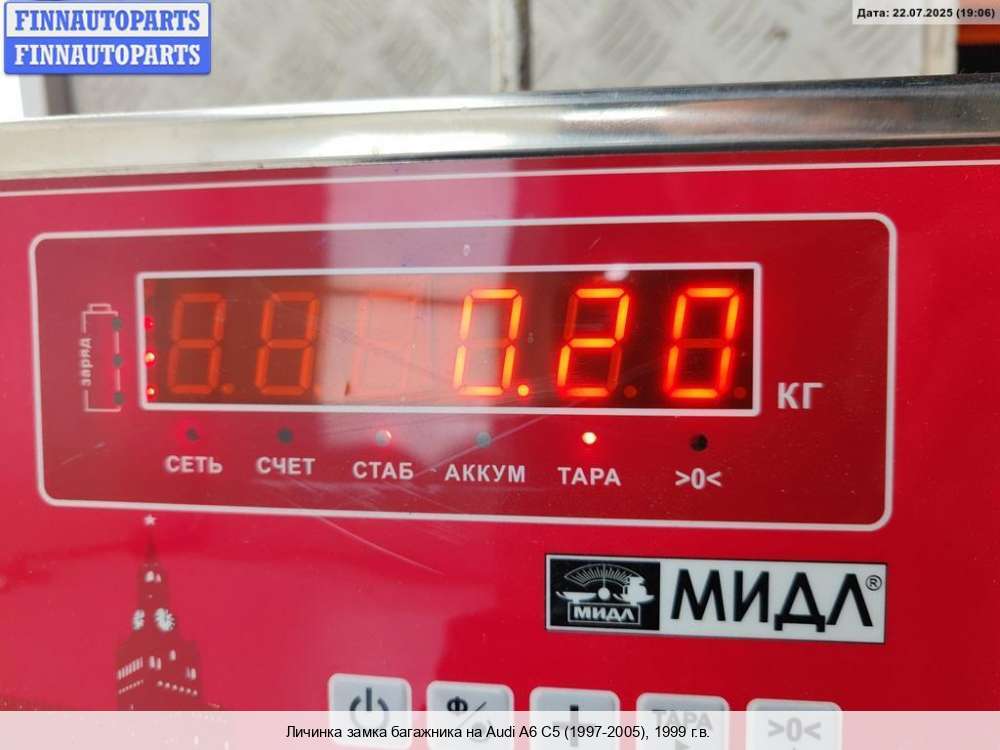 FINNAUTOPARTS
FINNAUTOPARTS
Дата: 22.07.2025 (19:06)
заряд
0.20
КГ
СЕТЬ СЧЕТ СТАБ АККУМ ТАРА >0<
МИДЛ МИДЛ®
ТАРА >0<
Личинка замка багажника на Audi A6 C5 (1997-2005), 1999 г.в.